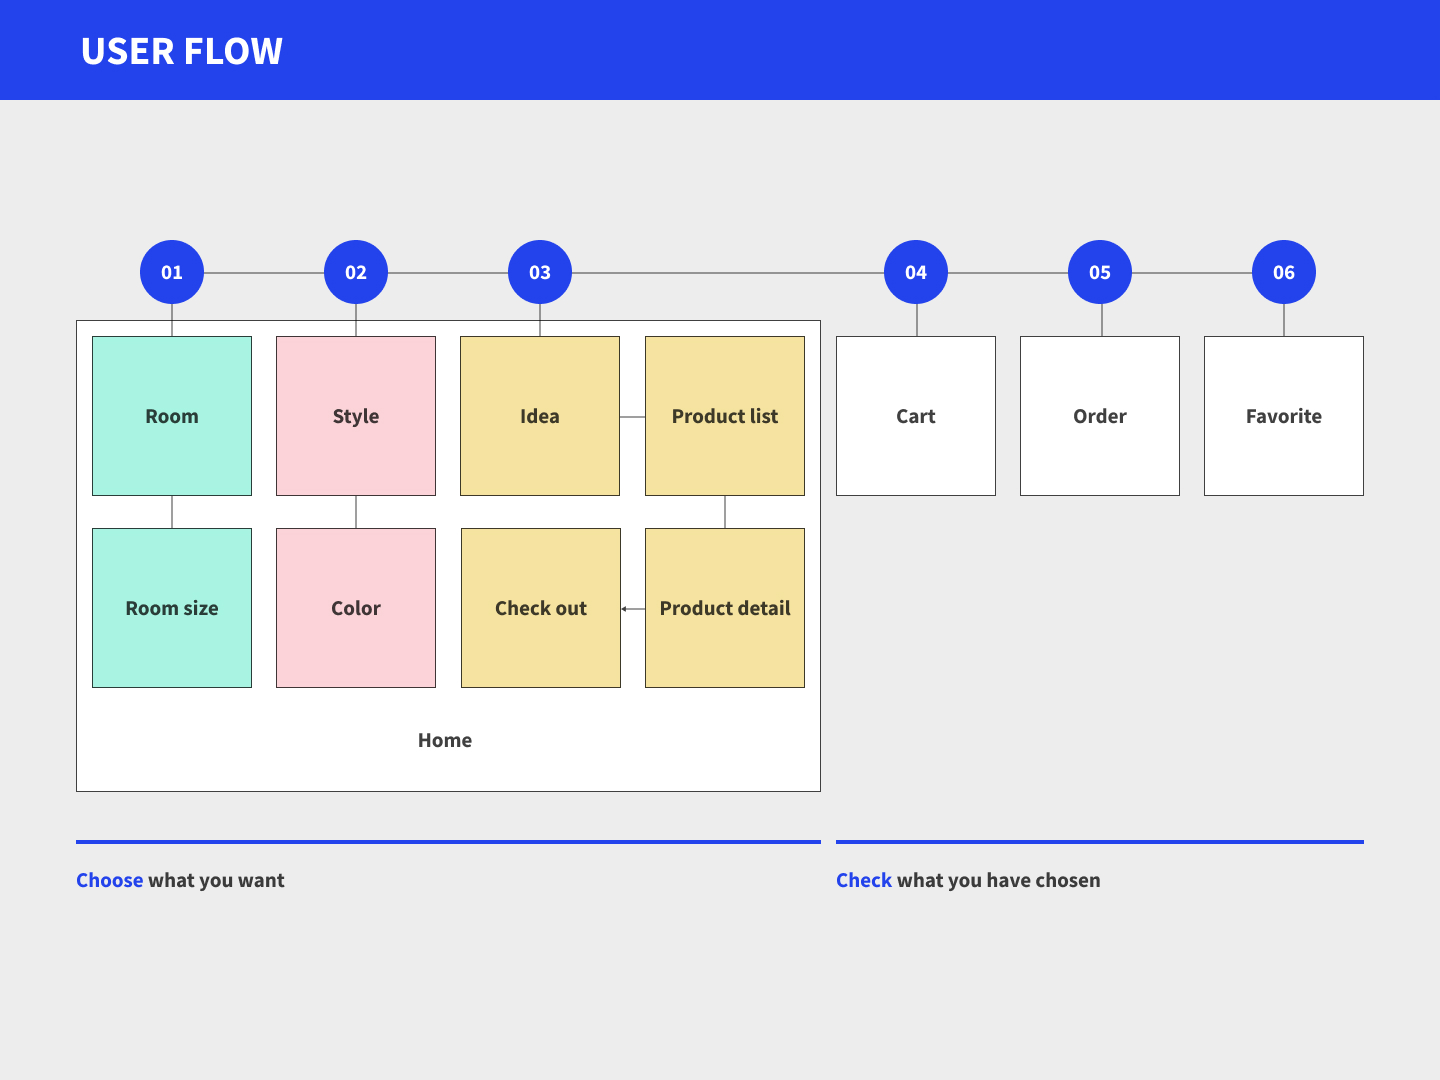 USER FLOW
01
02
03
04
05
06
Room
Style
Idea
Product list
Cart
Order
Favorite
Room size
Color
Check out
Product detail
Home
Choose what you want
Check what you have chosen